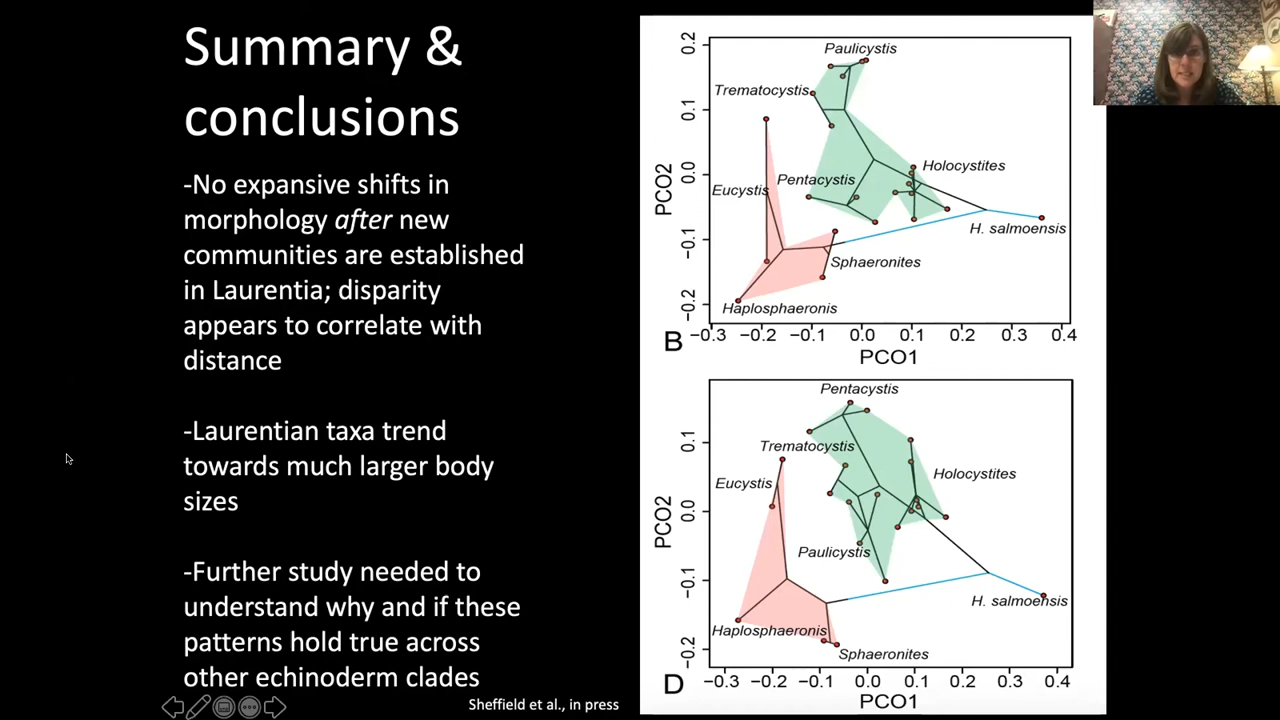 Summary &
conclusions
-No expansive shifts in
morphology after new
communities are established
in Laurentia; disparity
appears to correlate with
distance
-Laurentian taxa trend
towards much larger body
sizes
-Further study needed to
understand why and if these
patterns hold true across
other echinoderm clades
Sheffield et al., in press
0.2
0.1
0.0
−0.1
−0.2
PCO2
Paulicystis
Trematocystis
Holocystites
Pentacystis
Eucystis
H. salmoensis
Sphaeronites
Haplosphaeronis
B
−0.3 −0.2 −0.1 0.0 0.1 0.2 0.3 0.4
PCO1
0.1
0.0
−0.1
−0.2
PCO2
Pentacystis
Trematocystis
Holocystites
Eucystis
Paulicystis
H. salmoensis
Haplosphaeronis
Sphaeronites
D
−0.3 −0.2 −0.1 0.0 0.1 0.2 0.3 0.4
PCO1